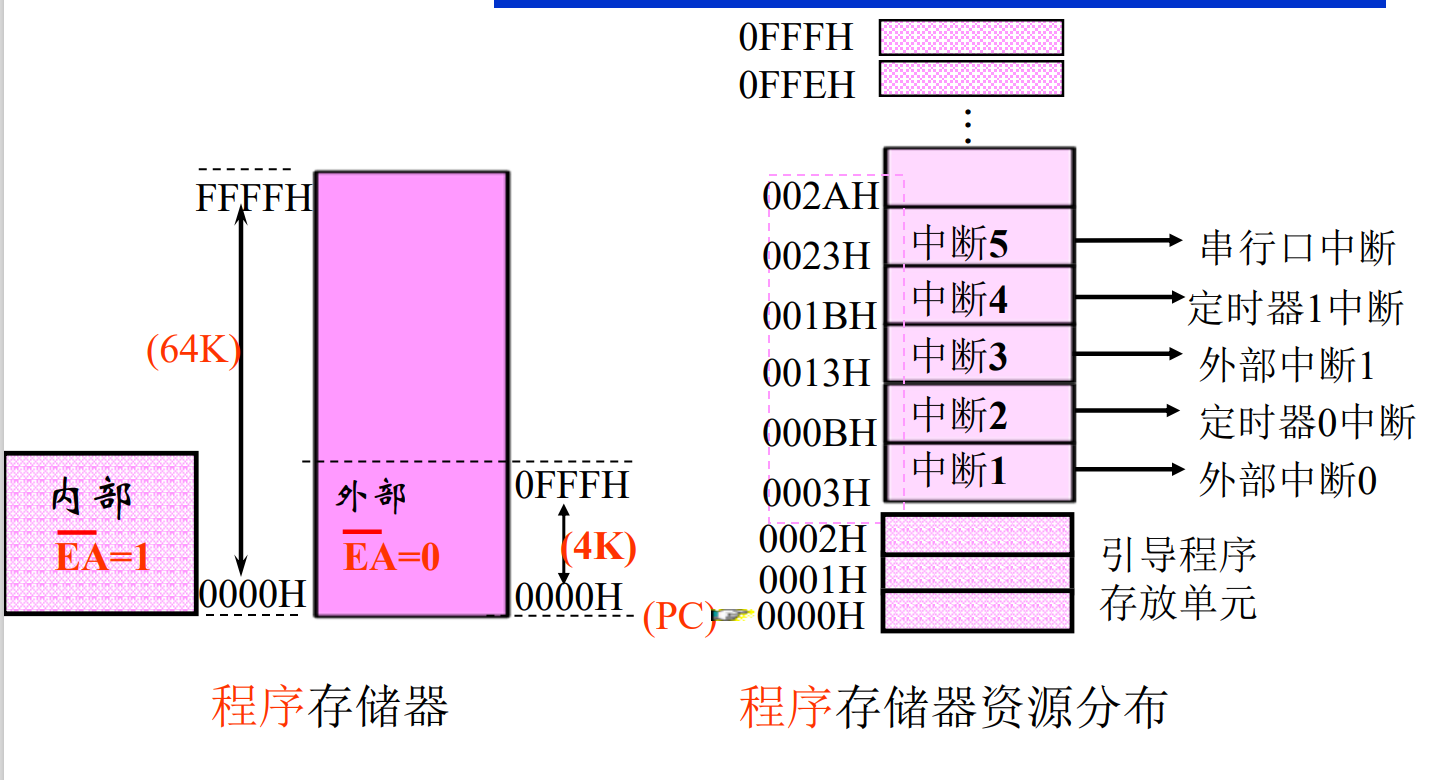 FFFFH
(64K)
内部
EA=1
0000H
外部
EA=0
0FFFH
(4K)
0000H
程序存储器
0FFFH
0FFEH
002AH
0023H 中断5 串行口中断
001BH 中断4 定时器1中断
0013H 中断3 外部中断1
000BH 中断2 定时器0中断
0003H 中断1 外部中断0
0002H
0001H
(PC) 0000H
引导程序
存放单元
程序存储器资源分布